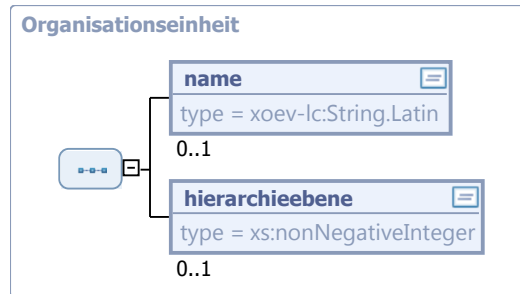 Organisationseinheit
name
type = xoev-lc:String.Latin
0..1
hierarchieebene
type = xs:nonNegativeInteger
0..1